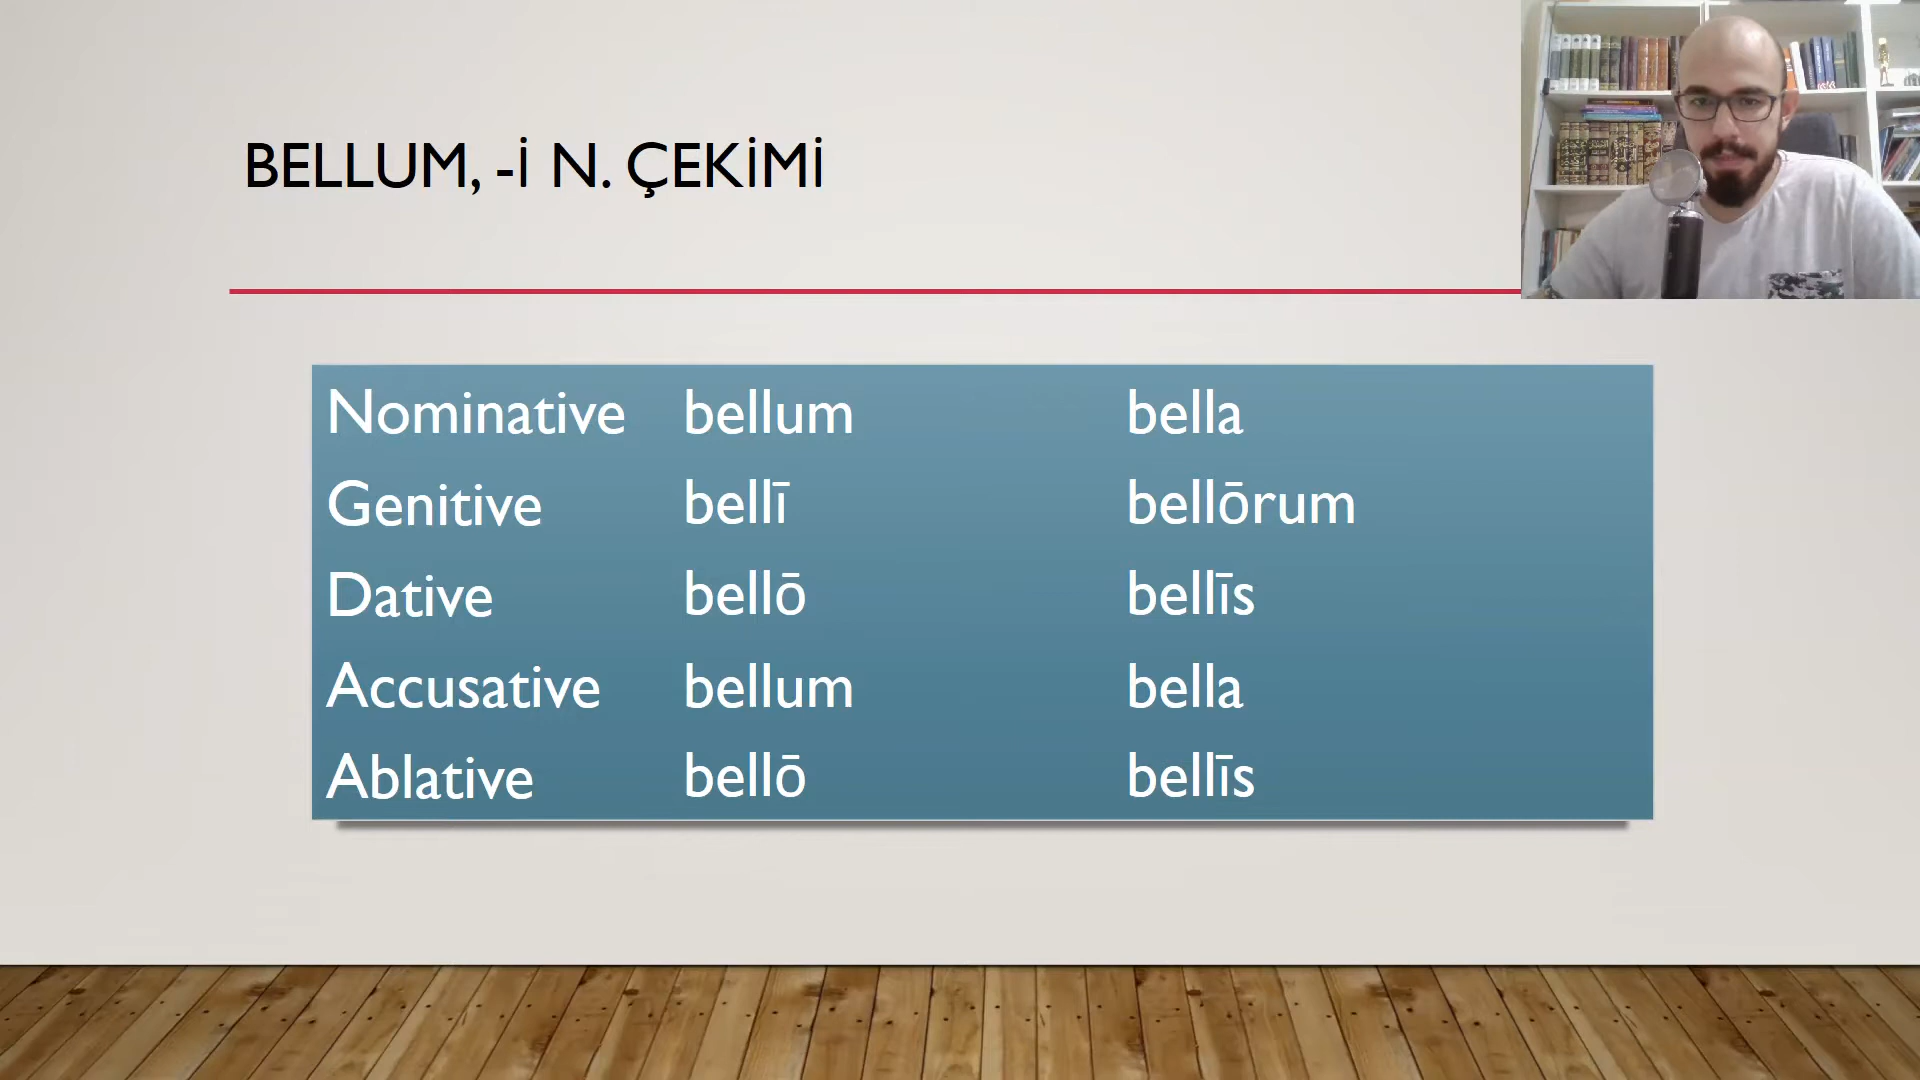 BELLUM, -İ N. ÇEKİMİ
Nominative bellum bella
Genitive bellī bellōrum
Dative bellō bellīs
Accusative bellum bella
Ablative bellō bellīs